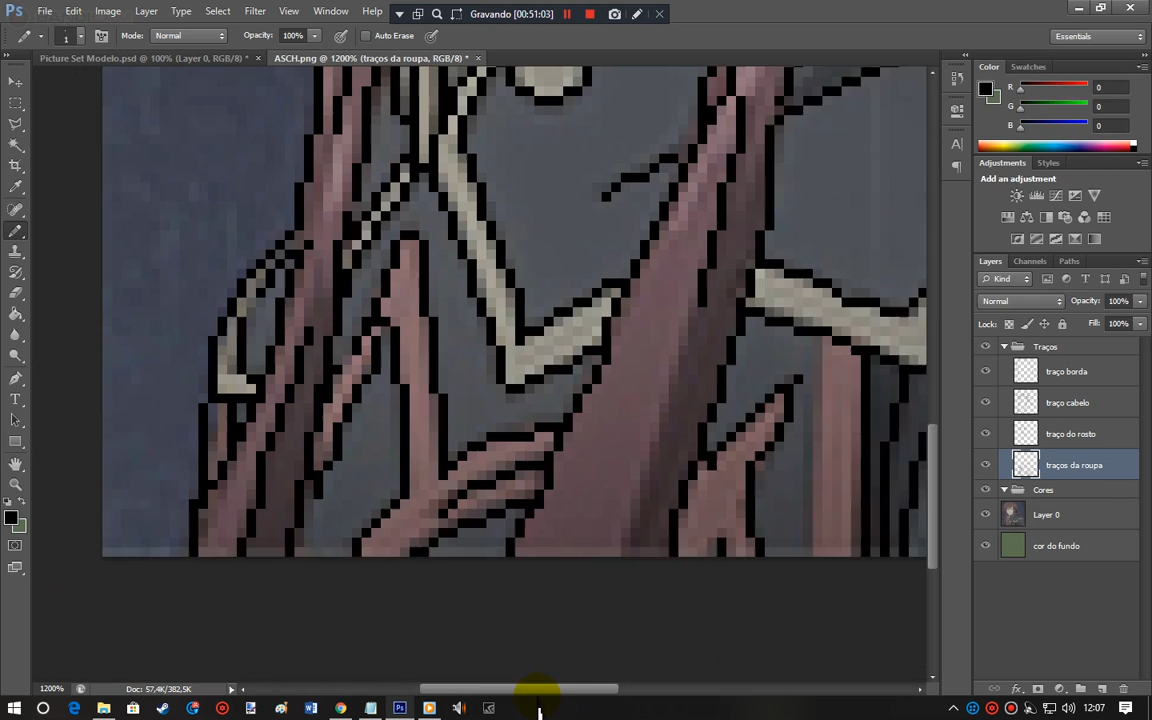 Ps File Edit Image Layer Type Select Filter View Window Help
Gravando [00:51:03]
1 Mode: Normal Opacity: 100% Auto Erase Essentials
Picture Set Modelo.psd @ 100% (Layer 0, RGB/8) * × ASCH.png @ 1200% (traços da roupa, RGB/8) * ×
Color Swatches
R 0
G 0
B 0
Adjustments Styles
Add an adjustment
Layers Channels Paths
Kind
Normal Opacity: 100%
Lock: Fill: 100%
Traços
traço borda
traço cabelo
traço do rosto
traços da roupa
Cores
Layer 0
cor do fundo
fx
1200% Doc: 57,4K/382,5K
12:07